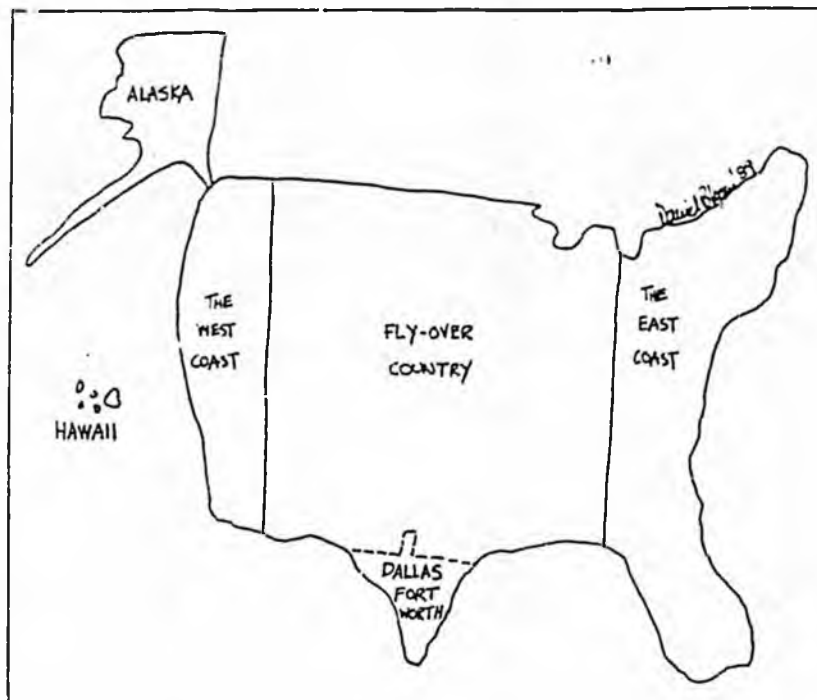 ALASKA
THE
WEST
COAST
FLY-OVER
COUNTRY
THE
EAST
COAST
HAWAII
DALLAS
FORT
WORTH